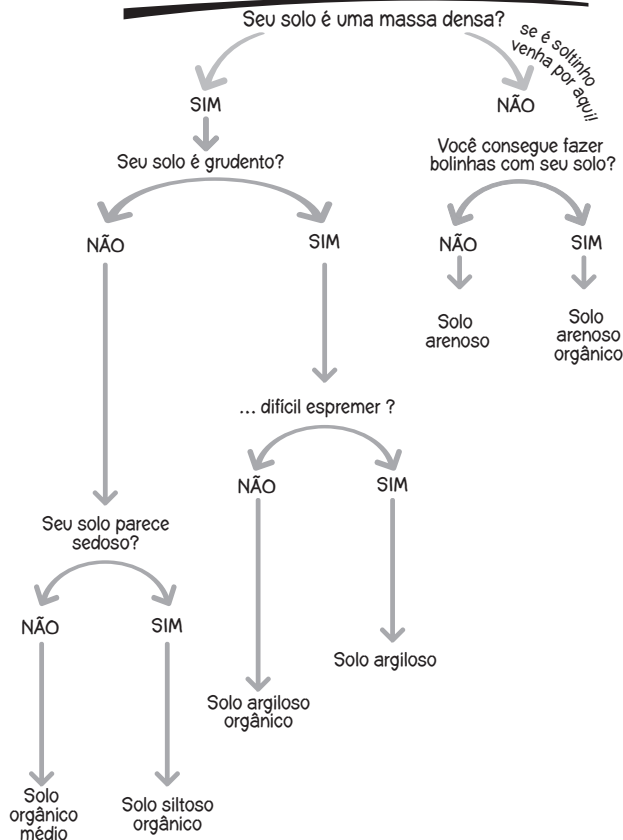 Seu solo é uma massa densa?
se é soltinho
venha por aqui!
SIM
NÃO
Seu solo é grudento?
Você consegue fazer
bolinhas com seu solo?
NÃO
SIM
NÃO
SIM
Solo
arenoso
Solo
arenoso
orgânico
... difícil espremer ?
NÃO
SIM
Seu solo parece
sedoso?
NÃO
SIM
Solo argiloso
Solo argiloso
orgânico
Solo
orgânico
médio
Solo siltoso
orgânico